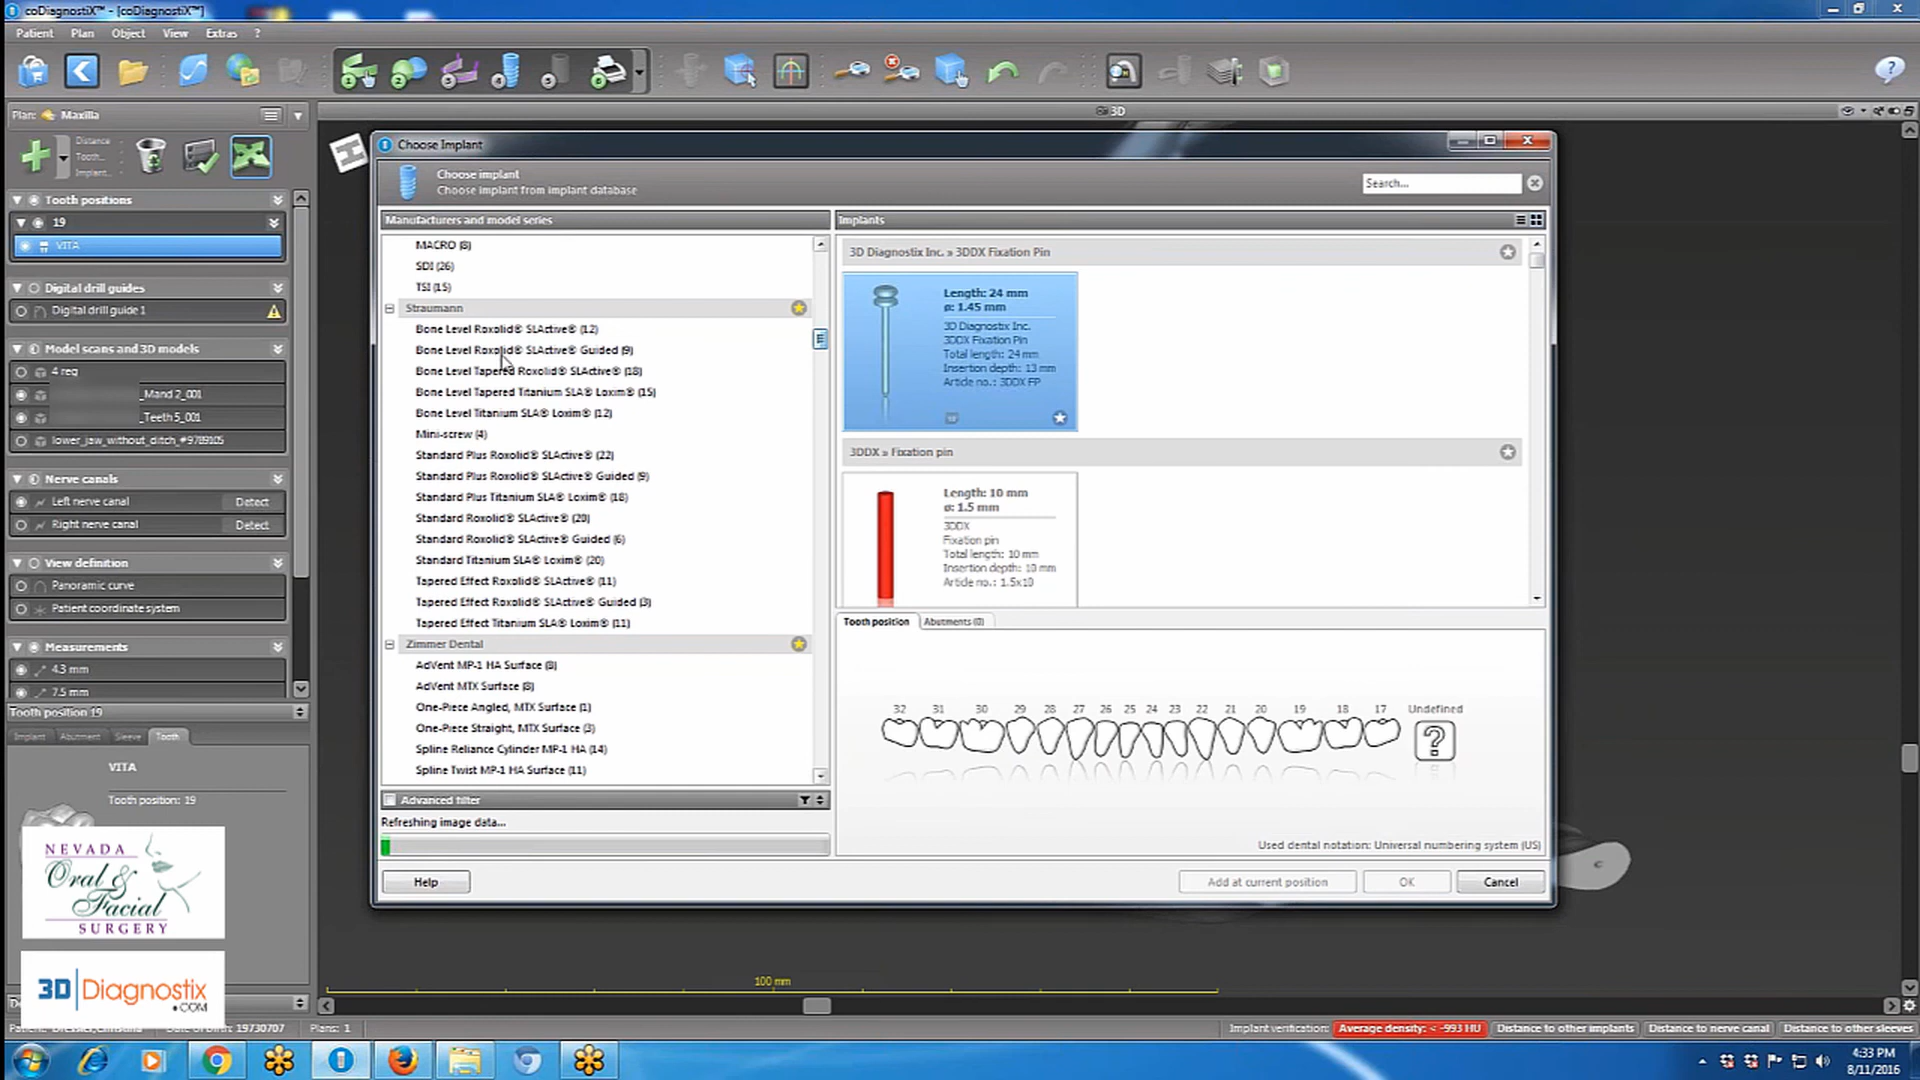 coDiagnostiX™ - [coDiagnostiX™]
Patient Plan Object View Extras ?
1 2 3 4 5
Plan: Maxilla
Distance
Tooth...
Implant...
Tooth positions
19
VITA
Digital drill guides
Digital drill guide 1
Model scans and 3D models
4 req
_Mand 2_001
_Teeth 5_001
lower_jaw_without_ditch_#9789105
Nerve canals
Left nerve canal Detect
Right nerve canal Detect
View definition
Panoramic curve
Patient coordinate system
Measurements
4.3 mm
7.5 mm
Tooth position 19
Implant Abutment Sleeve Tooth
VITA
Tooth position: 19
NEVADA
Oral &
Facial
SURGERY
3D Diagnostix
.COM
3D
H
Choose Implant
Choose implant
Choose implant from implant database
Search...
Manufacturers and model series
MACRO (8)
SDI (26)
TSI (15)
Straumann
Bone Level Roxolid® SLActive® (12)
Bone Level Roxolid® SLActive® Guided (9)
Bone Level Tapered Roxolid® SLActive® (18)
Bone Level Tapered Titanium SLA® Loxim® (15)
Bone Level Titanium SLA® Loxim® (12)
Mini-screw (4)
Standard Plus Roxolid® SLActive® (22)
Standard Plus Roxolid® SLActive® Guided (9)
Standard Plus Titanium SLA® Loxim® (18)
Standard Roxolid® SLActive® (20)
Standard Roxolid® SLActive® Guided (6)
Standard Titanium SLA® Loxim® (20)
Tapered Effect Roxolid® SLActive® (11)
Tapered Effect Roxolid® SLActive® Guided (3)
Tapered Effect Titanium SLA® Loxim® (11)
Zimmer Dental
AdVent MP-1 HA Surface (8)
AdVent MTX Surface (8)
One-Piece Angled, MTX Surface (1)
One-Piece Straight, MTX Surface (3)
Spline Reliance Cylinder MP-1 HA (14)
Spline Twist MP-1 HA Surface (11)
Advanced filter
Refreshing image data...
Help
Implants
3D Diagnostix Inc. » 3DDX Fixation Pin
Length: 24 mm
ø: 1.45 mm
3D Diagnostix Inc.
3DDX Fixation Pin
Total length: 24 mm
Insertion depth: 13 mm
Article no.: 3DDX FP
3DDX » Fixation pin
Length: 10 mm
ø: 1.5 mm
3DDX
Fixation pin
Total length: 10 mm
Insertion depth: 10 mm
Article no.: 1.5x10
Tooth position Abutments (0)
32 31 30 29 28 27 26 25 24 23 22 21 20 19 18 17 Undefined
?
Used dental notation: Universal numbering system (US)
Add at current position OK Cancel
100 mm
19730707 Plans: 1
Implant verification: Average density: < -993 HU Distance to other implants Distance to nerve canal Distance to other sleeves
4:33 PM
8/11/2016